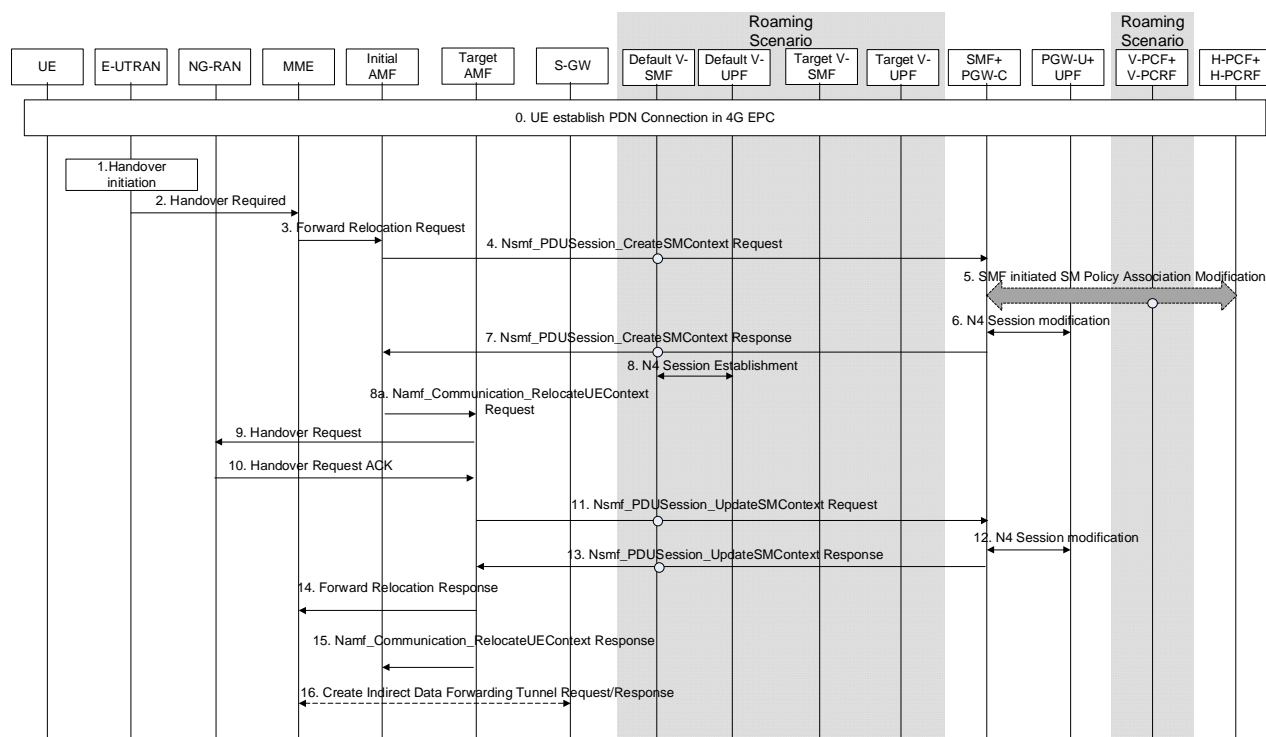 Roaming
Scenario
Roaming
Scenario
UE
E-UTRAN
NG-RAN
MME
Initial
AMF
Target
AMF
S-GW
Default V-
SMF
Default V-
UPF
Target V-
SMF
Target V-
UPF
SMF+
PGW-C
PGW-U+
UPF
V-PCF+
V-PCRF
H-PCF+
H-PCRF
0. UE establish PDN Connection in 4G EPC
1.Handover
initiation
2. Handover Required
3. Forward Relocation Request
4. Nsmf_PDUSession_CreateSMContext Request
5. SMF initiated SM Policy Association Modification
6. N4 Session modification
7. Nsmf_PDUSession_CreateSMContext Response
8. N4 Session Establishment
8a. Namf_Communication_RelocateUEContext
Request
9. Handover Request
10. Handover Request ACK
11. Nsmf_PDUSession_UpdateSMContext Request
12. N4 Session modification
13. Nsmf_PDUSession_UpdateSMContext Response
14. Forward Relocation Response
15. Namf_Communication_RelocateUEContext Response
16. Create Indirect Data Forwarding Tunnel Request/Response